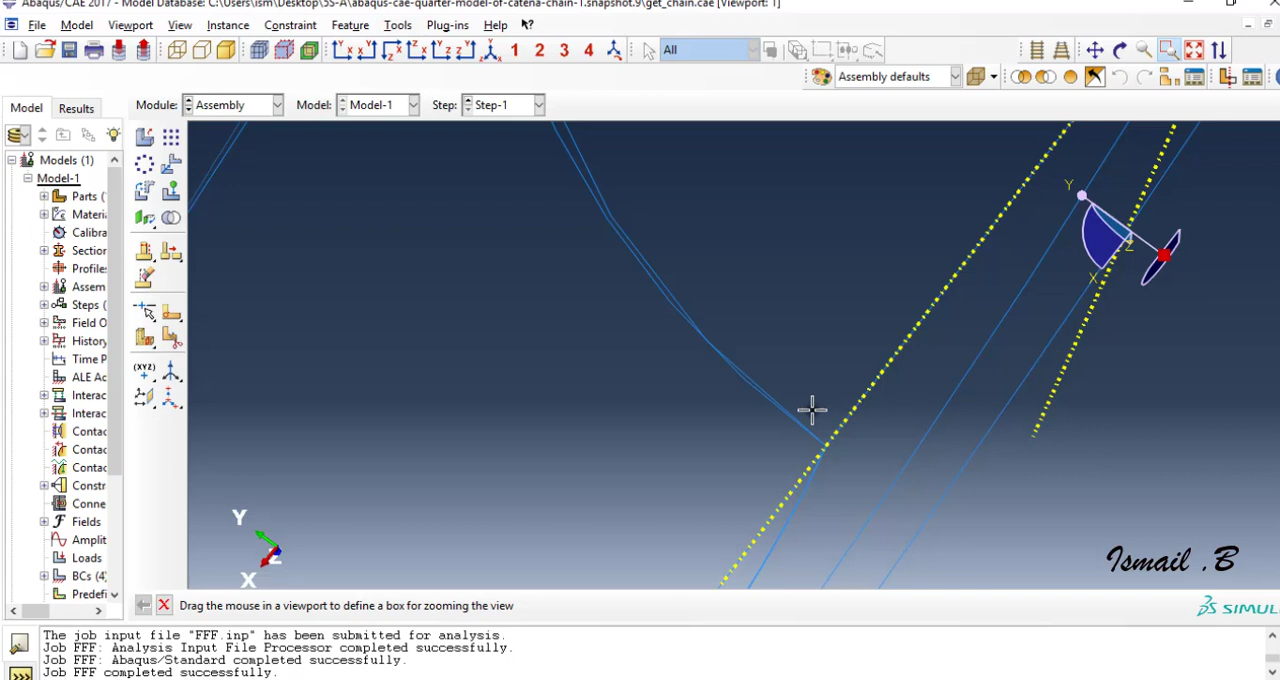 Abaqus/CAE 2017 - Model Database: C:\Users\ism\Desktop\SS-A\abaqus-cae-quarter-model-of-catena-chain-1.snapshot.9\get_chain.cae [Viewport: 1]
File Model Viewport View Instance Constraint Feature Tools Plug-ins Help
1 2 3 4 All
Assembly defaults
Model Results Module: Assembly Model: Model-1 Step: Step-1
Models (1)
Model-1
Parts (
Materia
Calibra
Section
Profiles
Assem
Steps (
Field O
History
Time P
ALE Ac
Interac
Interac
Contac
Contac
Contac
Constr
Conne
Fields
Amplit
Loads
BCs (4)
Predefi
(XYZ)
Y
Z
X
Y
Z
X
Ismail .B
Drag the mouse in a viewport to define a box for zooming the view
SIMUL
The job input file "FFF.inp" has been submitted for analysis.
Job FFF: Analysis Input File Processor completed successfully.
Job FFF: Abaqus/Standard completed successfully.
Job FFF completed successfully.
>>>